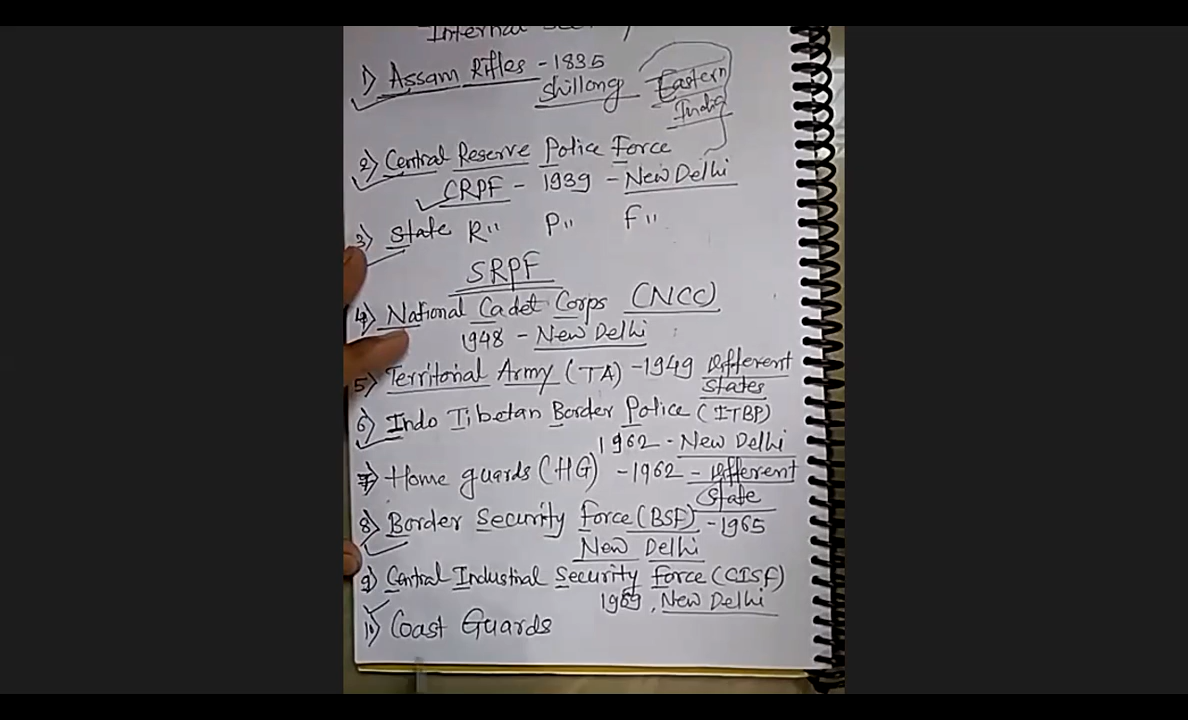 Internal
1) Assam Rifles - 1835
Shillong Eastern
India
2) Central Reserve Police Force
CRPF - 1939 - New Delhi
3) State R" P" F"
SRPF
4) National Cadet Corps (NCC)
1948 - New Delhi
5) Territorial Army (TA) - 1949 Different
States
6) Indo Tibetan Border Police (ITBP)
1962 - New Delhi
7) Home guards (HG) - 1962 - Different
State
8) Border Security Force (BSF) - 1965
New Delhi
9) Central Industrial Security Force (CISF)
1969, New Delhi
10) Coast Guards